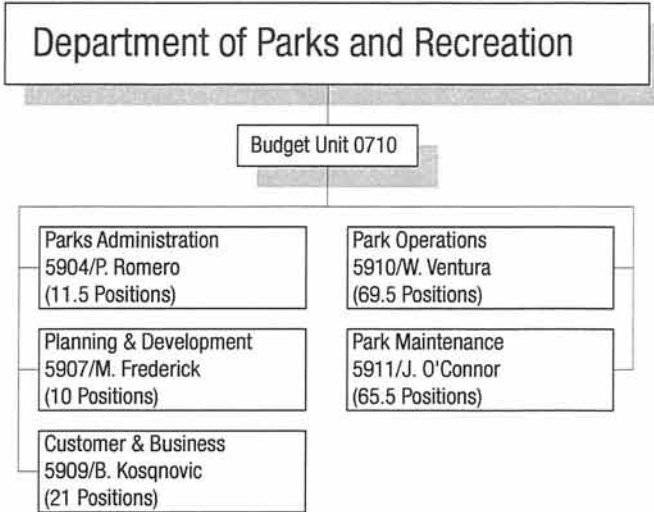 Department of Parks and Recreation
Budget Unit 0710
Parks Administration
5904/P. Romero
(11.5 Positions)
Planning & Development
5907/M. Frederick
(10 Positions)
Customer & Business
5909/B. Kosqnovic
(21 Positions)
Park Operations
5910/W. Ventura
(69.5 Positions)
Park Maintenance
5911/J. O'Connor
(65.5 Positions)